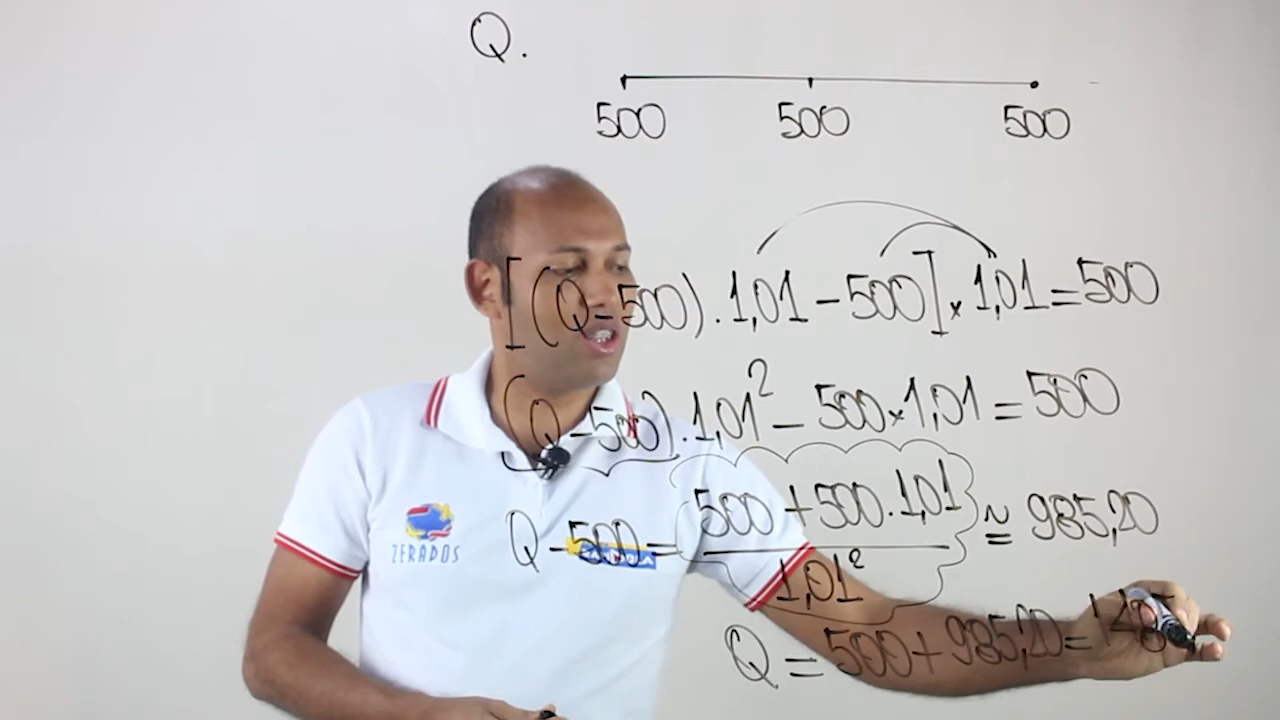 Q.
500 500 500
[(Q-500).1,01-500]×1,01=500
(Q-500).1,01²-500×1,01=500
Q-500=(500+500.1,01)/1,01²≈985,20
Q=500+985,20=1485
ZERADOS